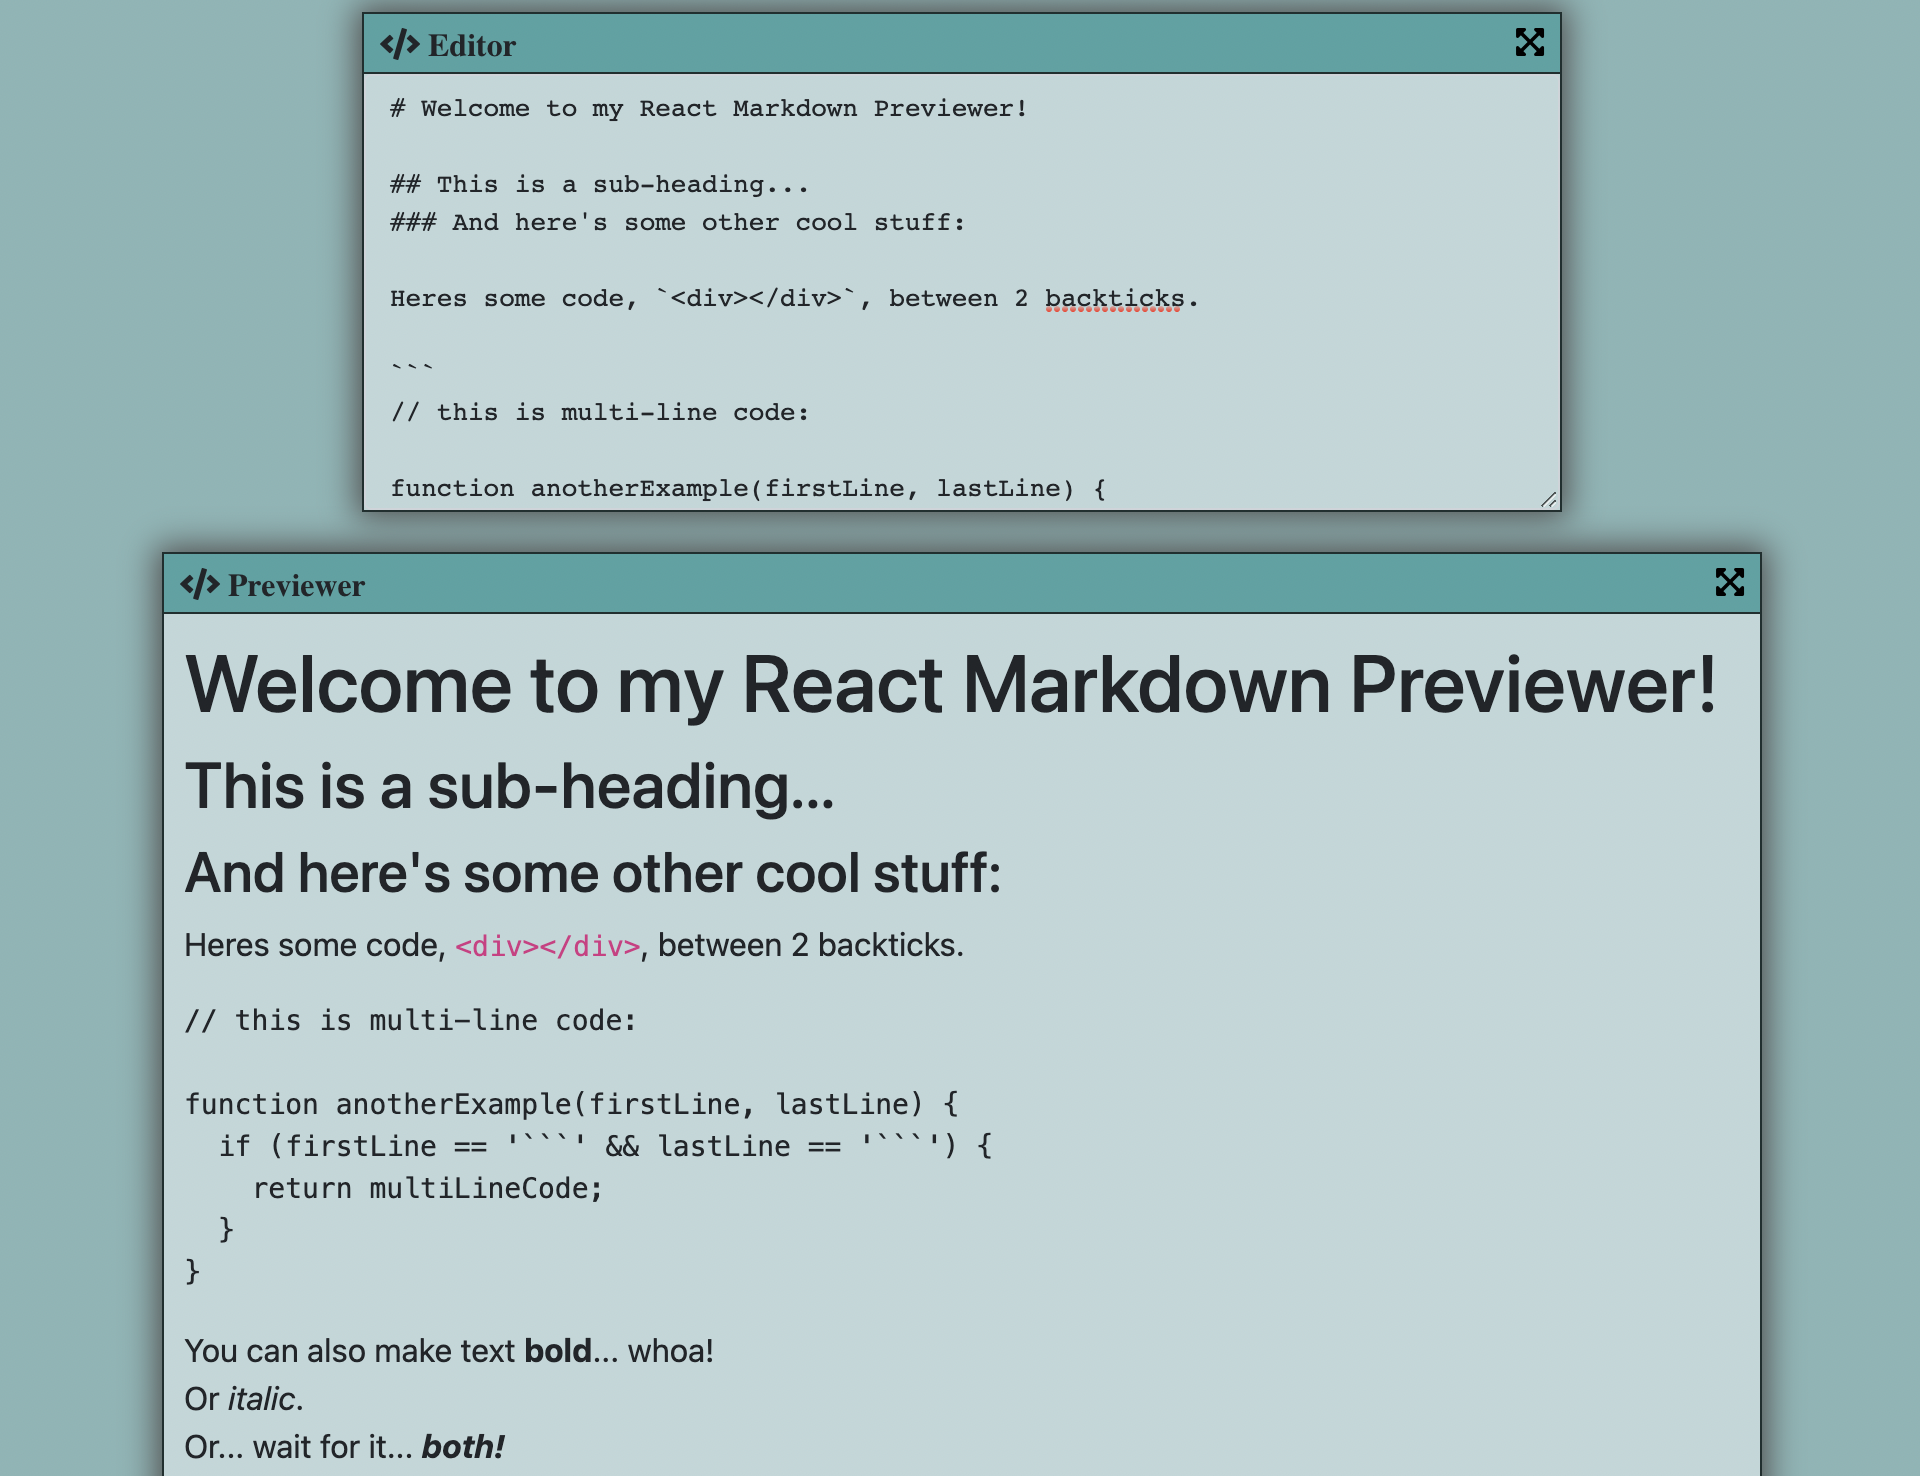 Editor
# Welcome to my React Markdown Previewer!
## This is a sub-heading...
### And here's some other cool stuff:
Heres some code, `<div></div>`, between 2 backticks.
```
// this is multi-line code:
function anotherExample(firstLine, lastLine) {
Previewer
Welcome to my React Markdown Previewer!
This is a sub-heading...
And here's some other cool stuff:
Heres some code, <div></div>, between 2 backticks.
// this is multi-line code:
function anotherExample(firstLine, lastLine) {
  if (firstLine == '```' && lastLine == '```') {
    return multiLineCode;
  }
}
You can also make text bold... whoa!
Or italic.
Or... wait for it... both!